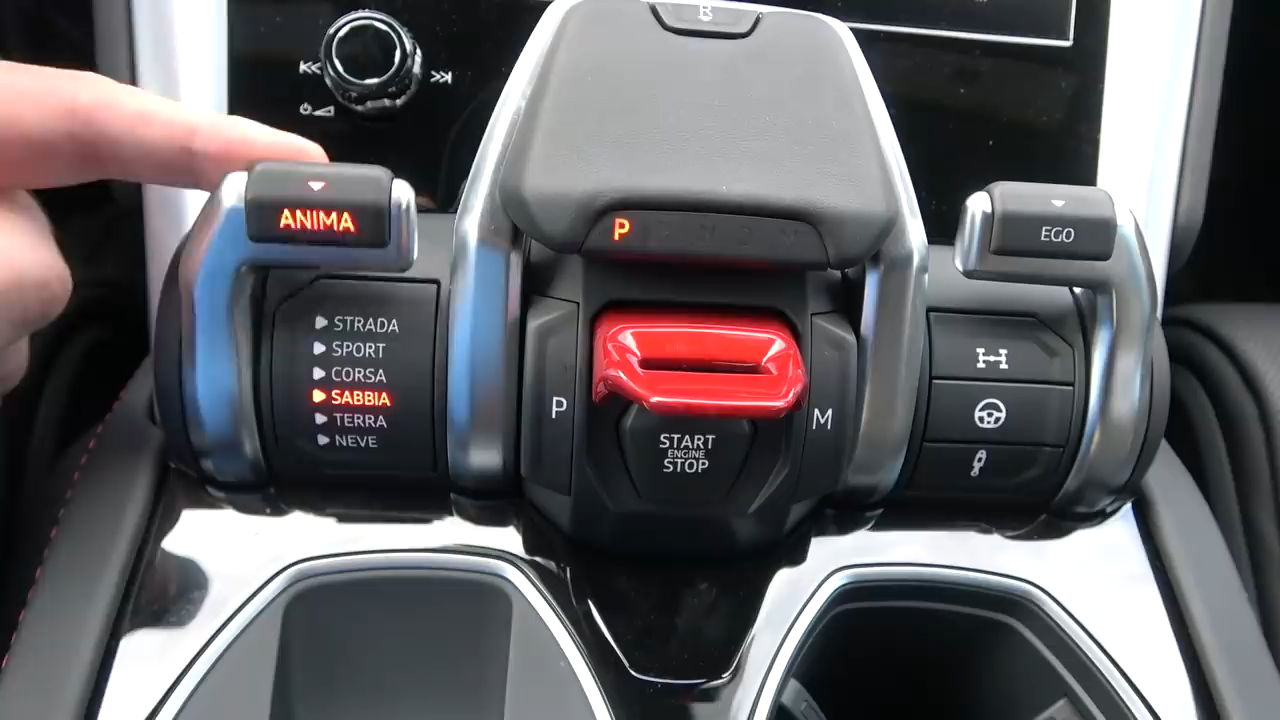 ANIMA
STRADA
SPORT
CORSA
SABBIA
TERRA
NEVE
P
P
START
ENGINE
STOP
M
EGO